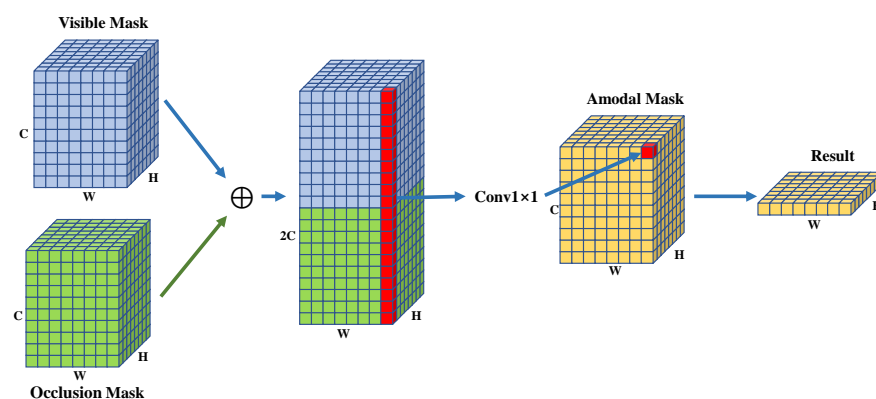 Visible Mask
C
W
H
Occlusion Mask
C
W
H
2C
W
H
Conv1×1
Amodal Mask
C
W
H
Result
W